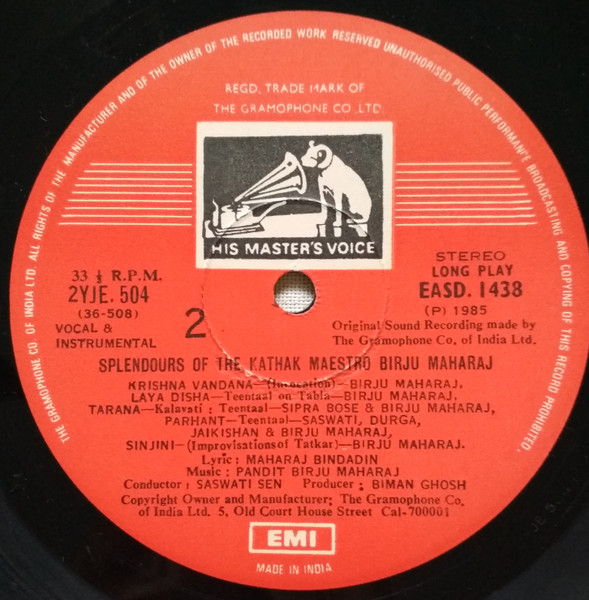 THE GRAMOPHONE CO. OF INDIA LTD. ALL RIGHTS OF THE MANUFACTURER AND OF THE OWNER OF THE RECORDED WORK RESERVED UNAUTHORISED PUBLIC PERFORMANCE BROADCASTING AND COPYING OF THIS RECORD PROHIBITED.
REGD. TRADE MARK OF
THE GRAMOPHONE CO. LTD.
HIS MASTER'S VOICE
33 ⅓ R.P.M.
2YJE. 504
(36-508)
VOCAL &
INSTRUMENTAL
2
STEREO
LONG PLAY
EASD. 1438
(P) 1985
Original Sound Recording made by
The Gramophone Co. of India Ltd.
SPLENDOURS OF THE KATHAK MAESTRO BIRJU MAHARAJ
KRISHNA VANDANA—(Invocation)—BIRJU MAHARAJ.
LAYA DISHA—Teentaal on Tabla—BIRJU MAHARAJ.
TARANA—Kalavati : Teentaal—SIPRA BOSE & BIRJU MAHARAJ,
PARHANT—Teentaal—SASWATI, DURGA,
JAIKISHAN & BIRJU MAHARAJ,
SINJINI—(Improvisations of Tatkar)—BIRJU MAHARAJ.
Lyric : MAHARAJ BINDADIN
Music : PANDIT BIRJU MAHARAJ
Conductor : SASWATI SEN Producer : BIMAN GHOSH
Copyright Owner and Manufacturer; The Gramophone Co.
of India Ltd. 5, Old Court House Street Cal-700001
EMI
MADE IN INDIA